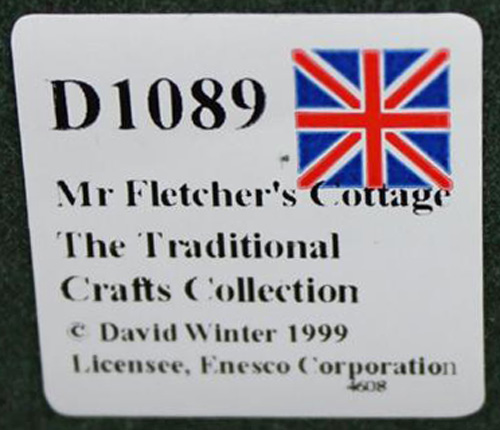 D1089
Mr Fletcher's Cottage
The Traditional
Crafts Collection
© David Winter 1999
Licensee, Enesco Corporation
4608